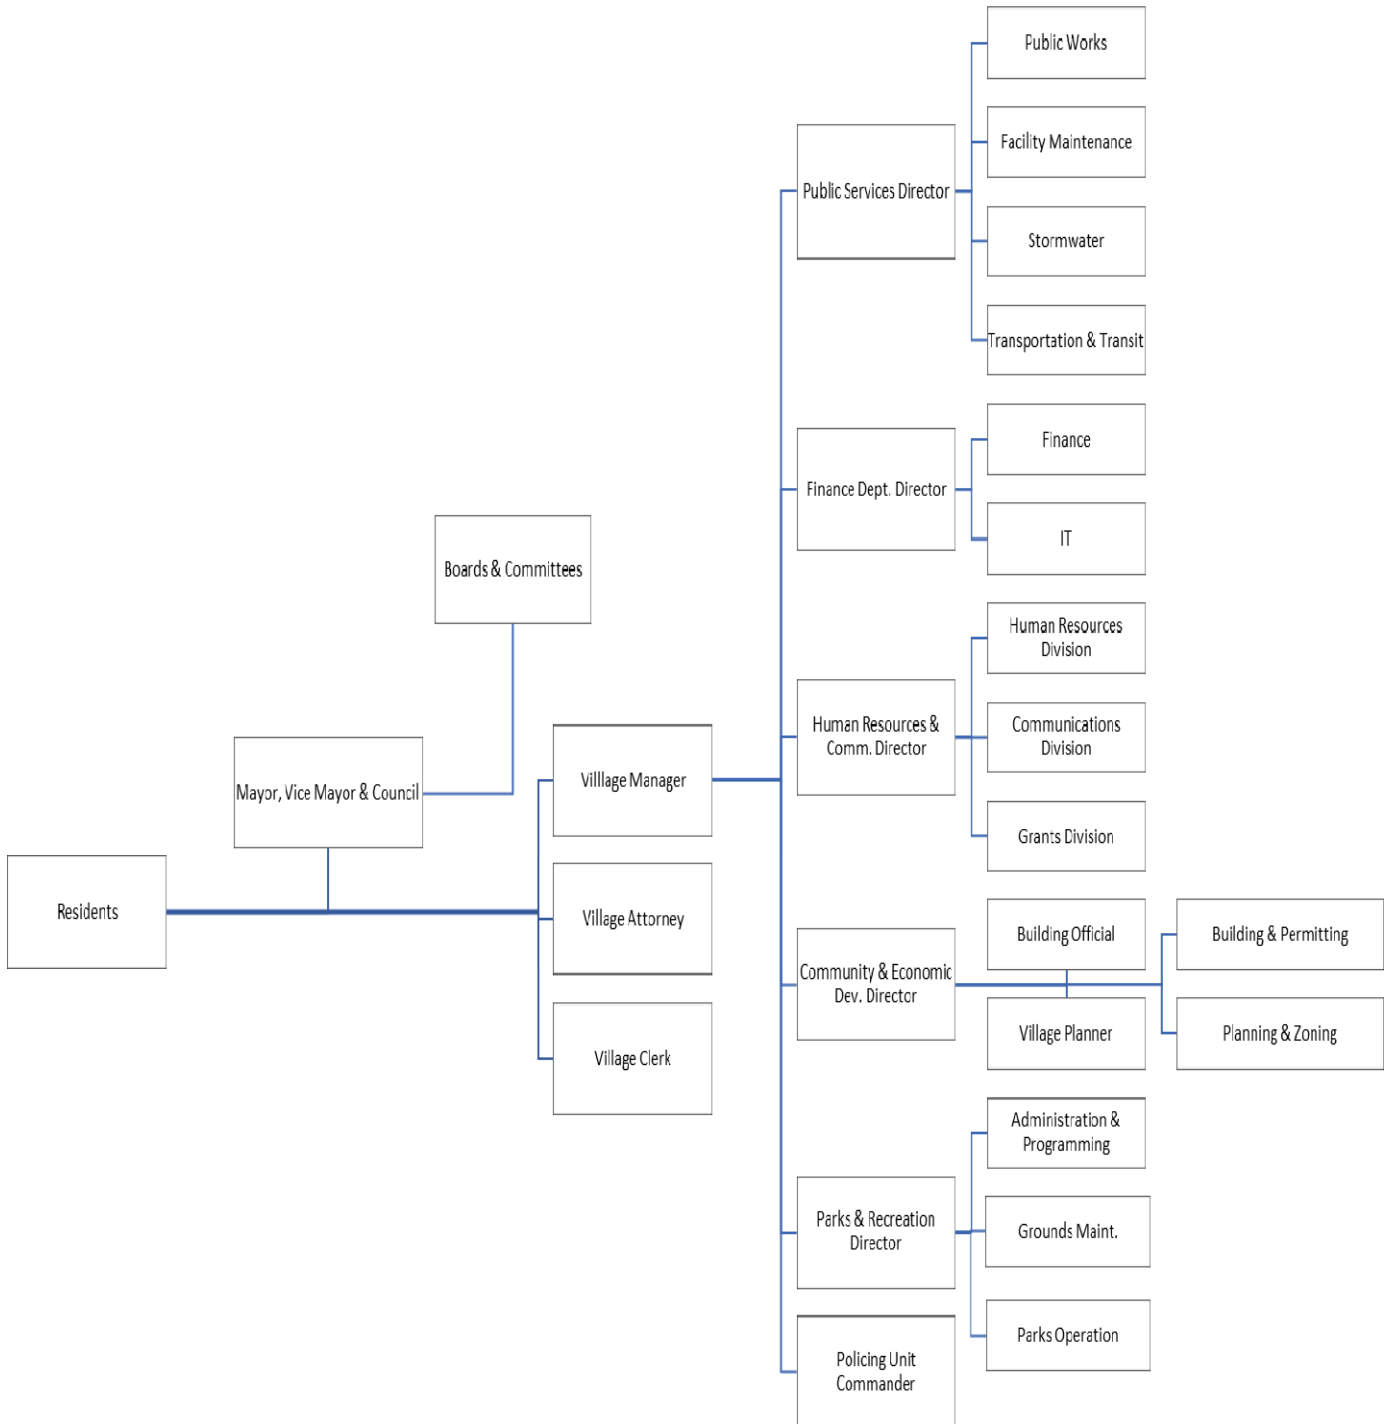 Public Works
Facility Maintenance
Public Services Director
Stormwater
Transportation & Transit
Finance
Finance Dept. Director
IT
Boards & Committees
Human Resources
Division
Human Resources &
Comm. Director
Communications
Division
Villlage Manager
Mayor, Vice Mayor & Council
Grants Division
Residents
Village Attorney
Building Official
Building & Permitting
Community & Economic
Dev. Director
Village Planner
Planning & Zoning
Village Clerk
Administration &
Programming
Parks & Recreation
Director
Grounds Maint.
Parks Operation
Policing Unit
Commander